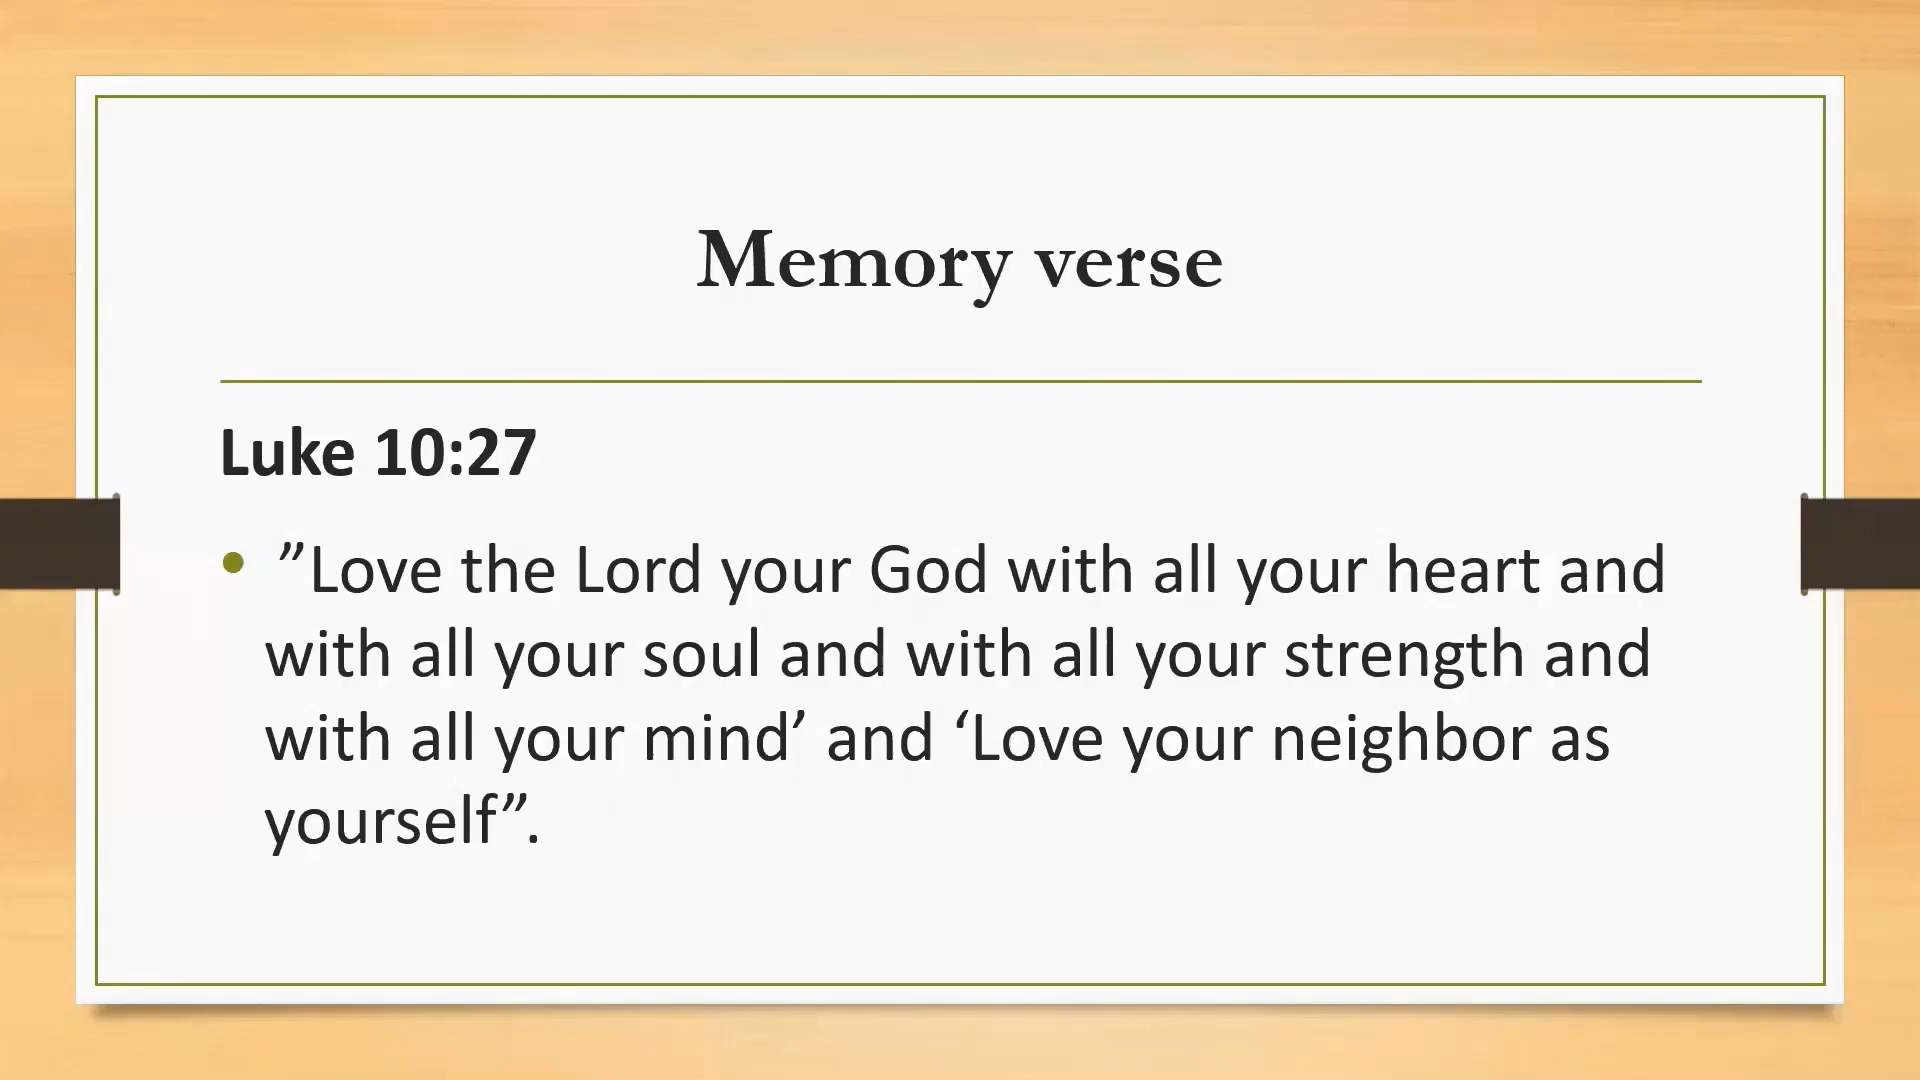 Memory verse
Luke 10:27
• ”Love the Lord your God with all your heart and
with all your soul and with all your strength and
with all your mind’ and ‘Love your neighbor as
yourself”.